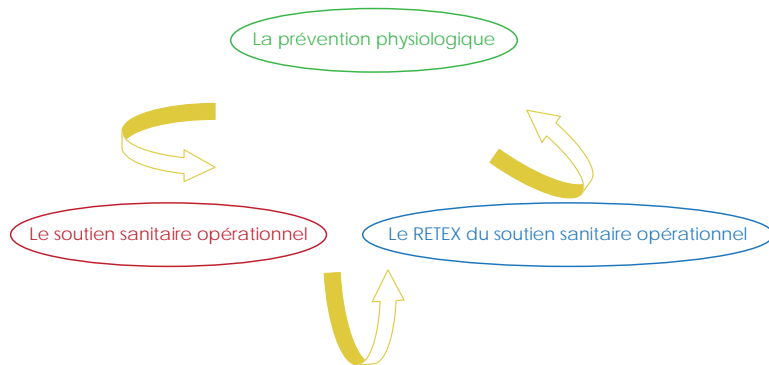 La prévention physiologique
Le soutien sanitaire opérationnel
Le RETEX du soutien sanitaire opérationnel